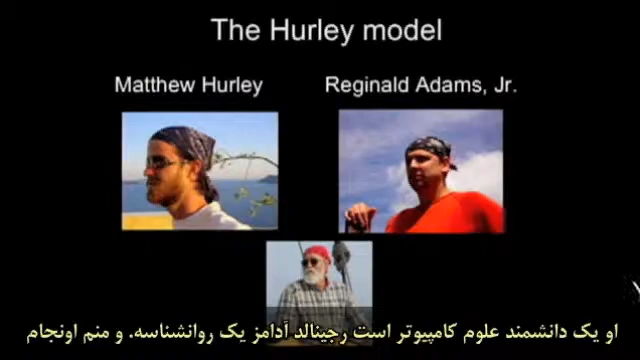 The Hurley model
Matthew Hurley
Reginald Adams, Jr.
او یک دانشمند علوم کامپیوتر است رجینالد آدامز یک روانشناسه. و منم اونجام